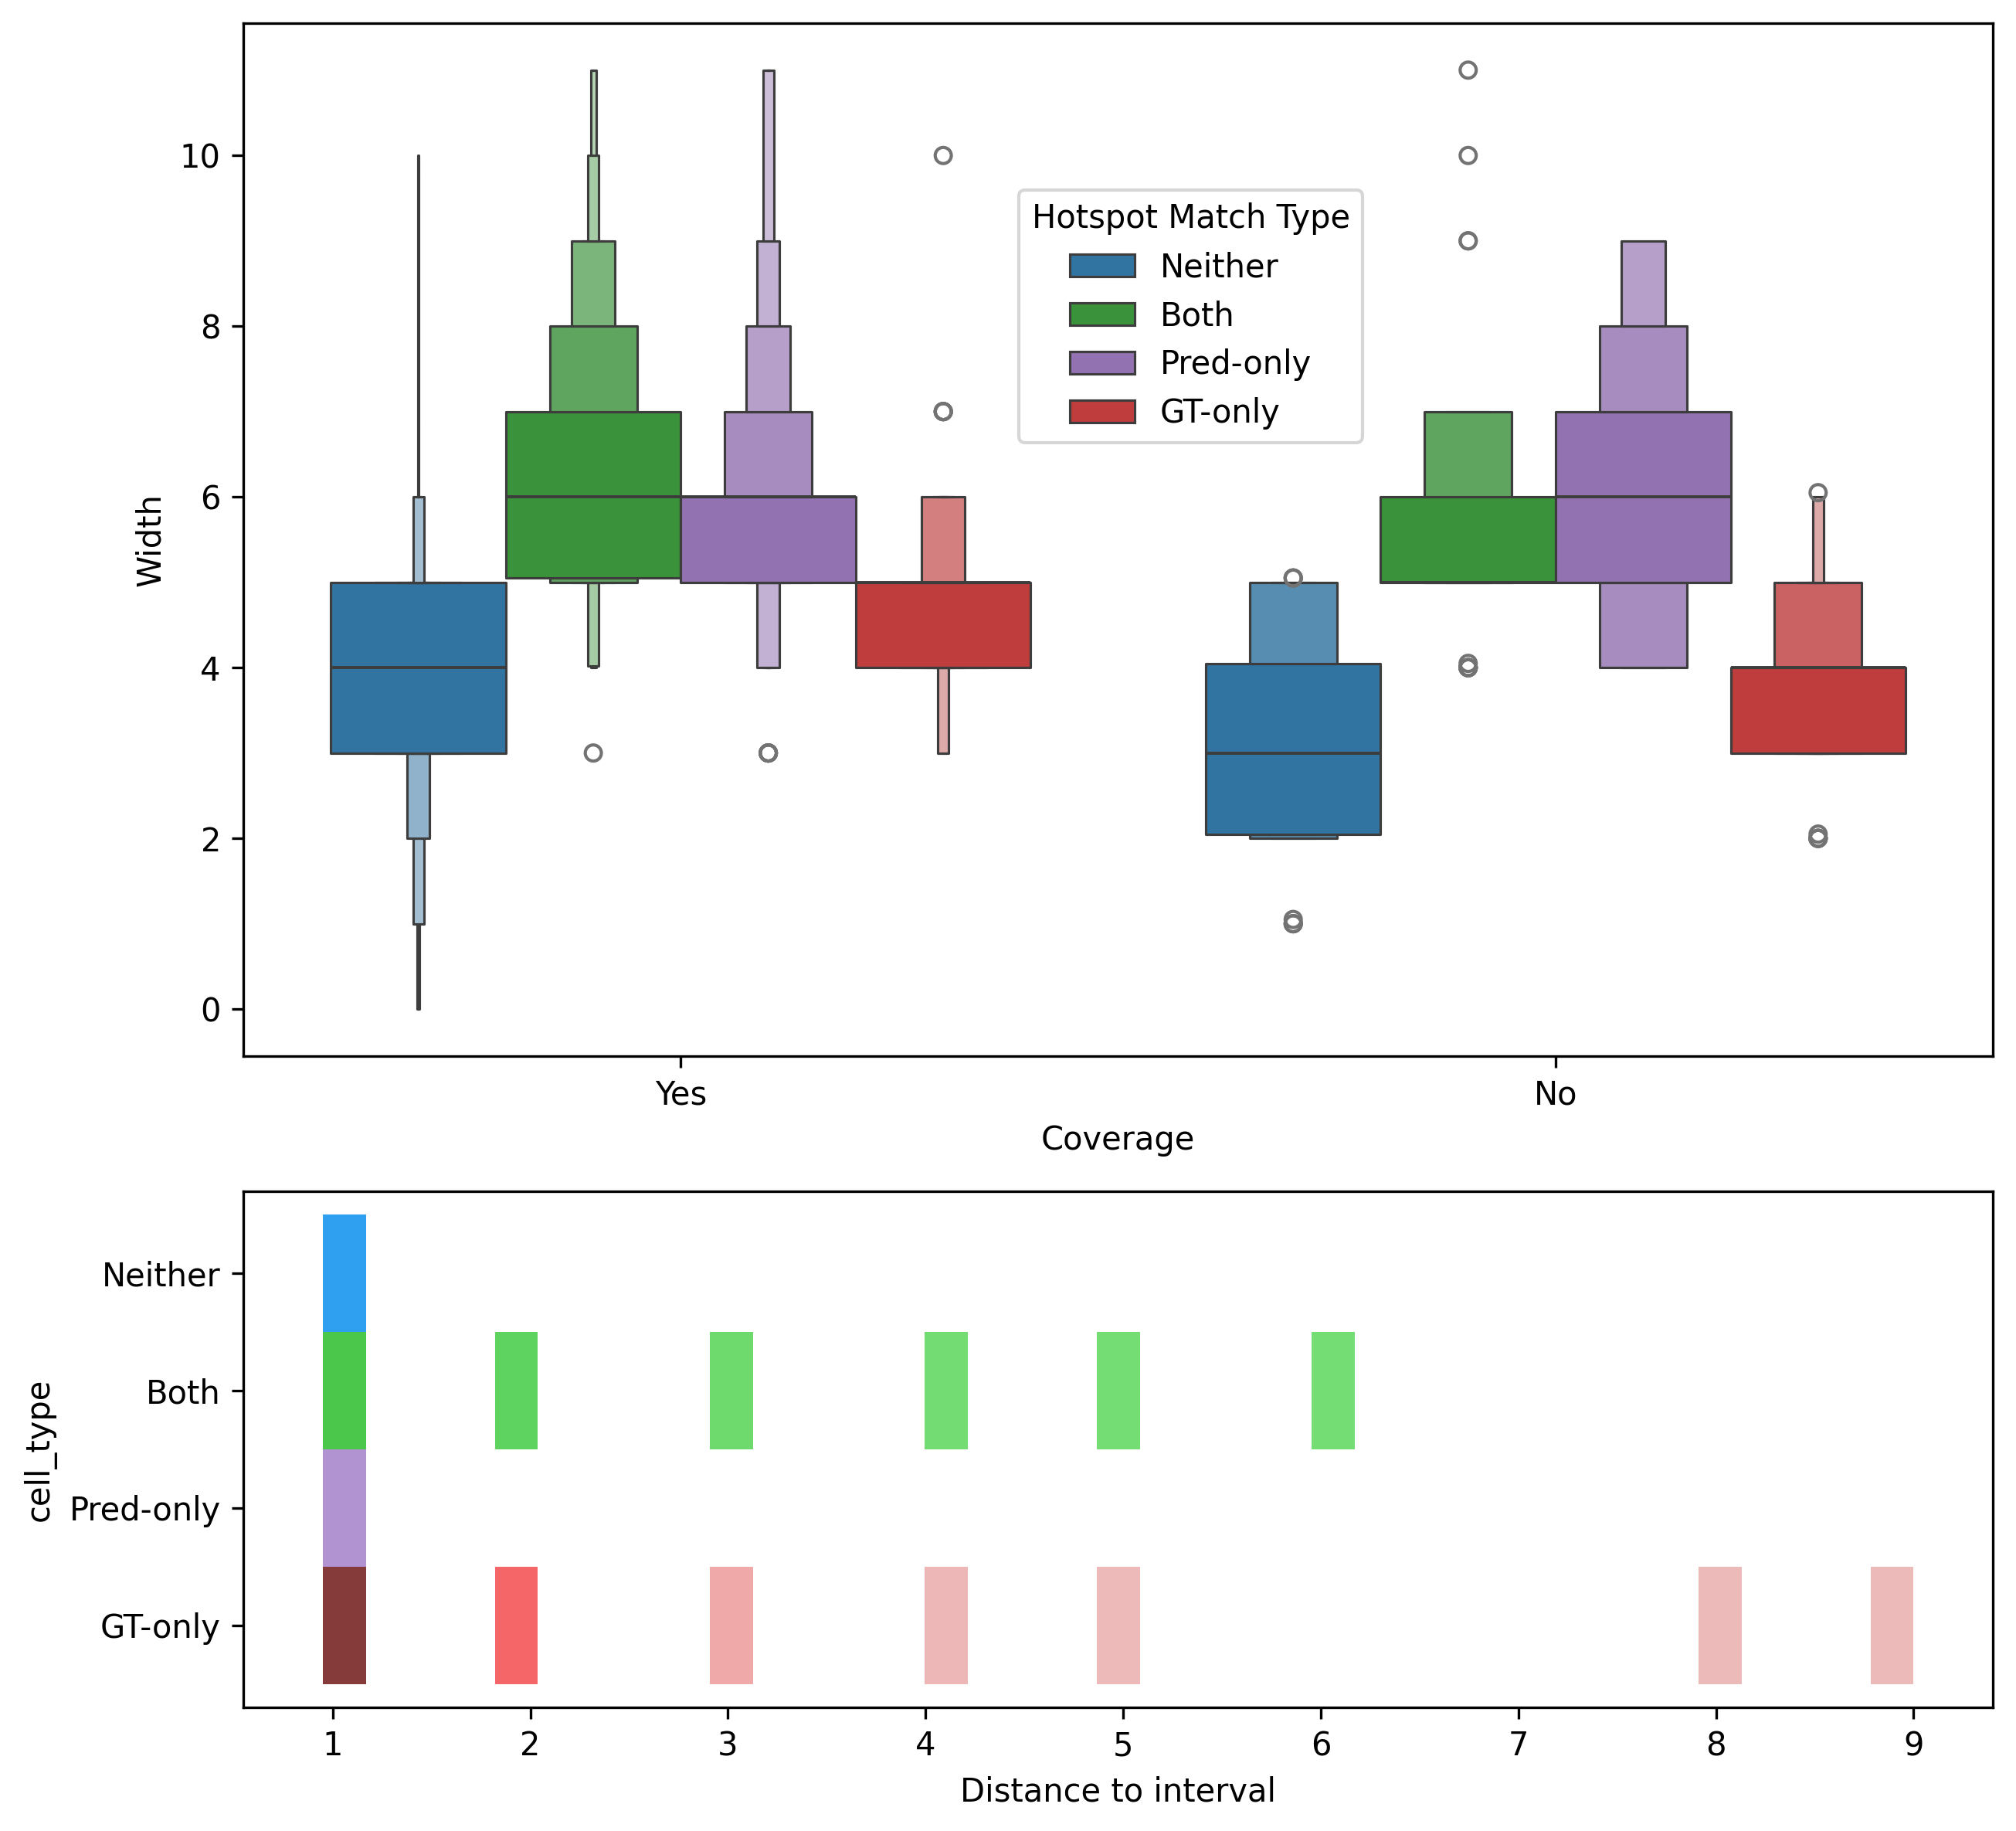 10
8
6
4
2
0
Width
Hotspot Match Type
Neither
Both
Pred-only
GT-only
Yes
No
Coverage
Neither
Both
Pred-only
GT-only
cell_type
1 2 3 4 5 6 7 8 9
Distance to interval